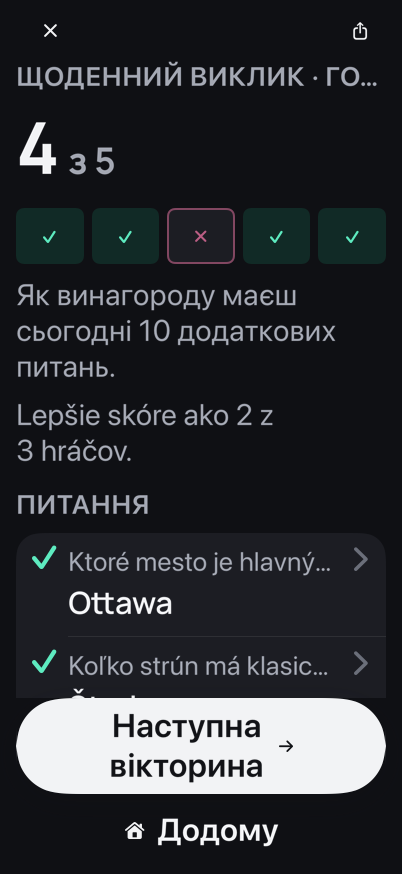 ЩОДЕННИЙ ВИКЛИК · ГО...
4 з 5
Як винагороду маєш
сьогодні 10 додаткових
питань.
Lepšie skóre ako 2 z
3 hráčov.
ПИТАННЯ
Ktoré mesto je hlavný...
Ottawa
Koľko strún má klasic...
Наступна
вікторина
Додому